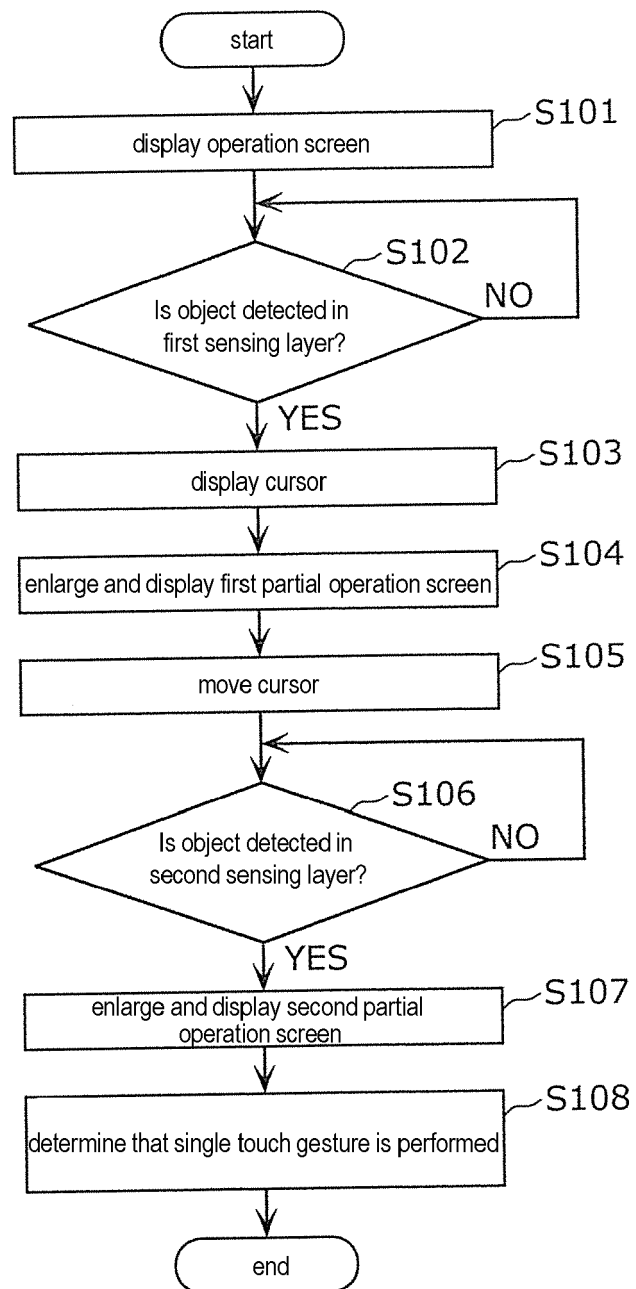 start
S101
display operation screen
S102
Is object detected in
first sensing layer?
NO
YES
S103
display cursor
S104
enlarge and display first partial operation screen
S105
move cursor
S106
Is object detected in
second sensing layer?
NO
YES
S107
enlarge and display second partial
operation screen
S108
determine that single touch gesture is performed
end